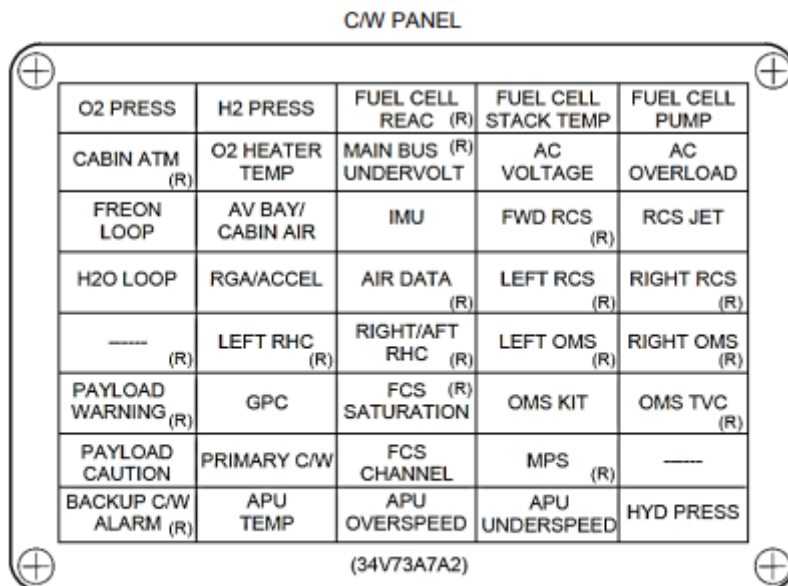 C/W PANEL
O2 PRESS
H2 PRESS
FUEL CELL
REAC (R)
FUEL CELL
STACK TEMP
FUEL CELL
PUMP
CABIN ATM
(R)
O2 HEATER
TEMP
MAIN BUS (R)
UNDERVOLT
AC
VOLTAGE
AC
OVERLOAD
FREON
LOOP
AV BAY/
CABIN AIR
IMU
FWD RCS
(R)
RCS JET
H2O LOOP
RGA/ACCEL
AIR DATA
(R)
LEFT RCS
(R)
RIGHT RCS
(R)
------
(R)
LEFT RHC
(R)
RIGHT/AFT
RHC (R)
LEFT OMS
(R)
RIGHT OMS
(R)
PAYLOAD
WARNING (R)
GPC
FCS (R)
SATURATION
OMS KIT
OMS TVC
(R)
PAYLOAD
CAUTION
PRIMARY C/W
FCS
CHANNEL
MPS
(R)
------
BACKUP C/W
ALARM (R)
APU
TEMP
APU
OVERSPEED
APU
UNDERSPEED
HYD PRESS
(34V73A7A2)